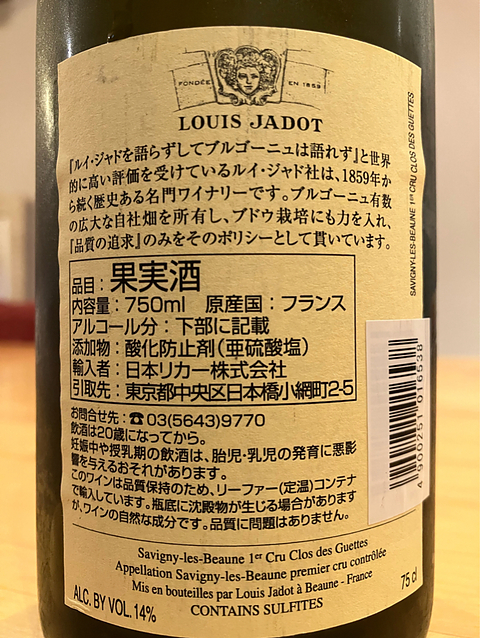 FONDÉE EN 1859
LOUIS JADOT
『ルイ・ジャドを語らずしてブルゴーニュは語れず』と世界
的に高い評価を受けているルイ・ジャド社は、1859年か
ら続く歴史ある名門ワイナリーです。ブルゴーニュ有数
の広大な自社畑を所有し、ブドウ栽培にも力を入れ、
『品質の追求』のみをそのポリシーとして貫いています。
品目：果実酒
内容量：750ml 原産国：フランス
アルコール分：下部に記載
添加物：酸化防止剤（亜硫酸塩）
輸入者：日本リカー株式会社
引取先：東京都中央区日本橋小網町2-5
お問合せ先：☎03(5643)9770
飲酒は20歳になってから。
妊娠中や授乳期の飲酒は、胎児・乳児の発育に悪影
響を与えるおそれがあります。
このワインは品質保持のため、リーファー(定温)コンテナ
で輸入しています。瓶底に沈殿物が生じる場合があります
が、ワインの自然な成分です。品質に問題はありません。
Savigny-les-Beaune 1er Cru Clos des Guettes
Appellation Savigny-les-Beaune premier cru contrôlée
Mis en bouteilles par Louis Jadot à Beaune - France
ALC. BY VOL. 14%
CONTAINS SULFITES
75 cl
SAVIGNY-LES-BEAUNE 1ER CRU CLOS DES GUETTES
4 900251 016538